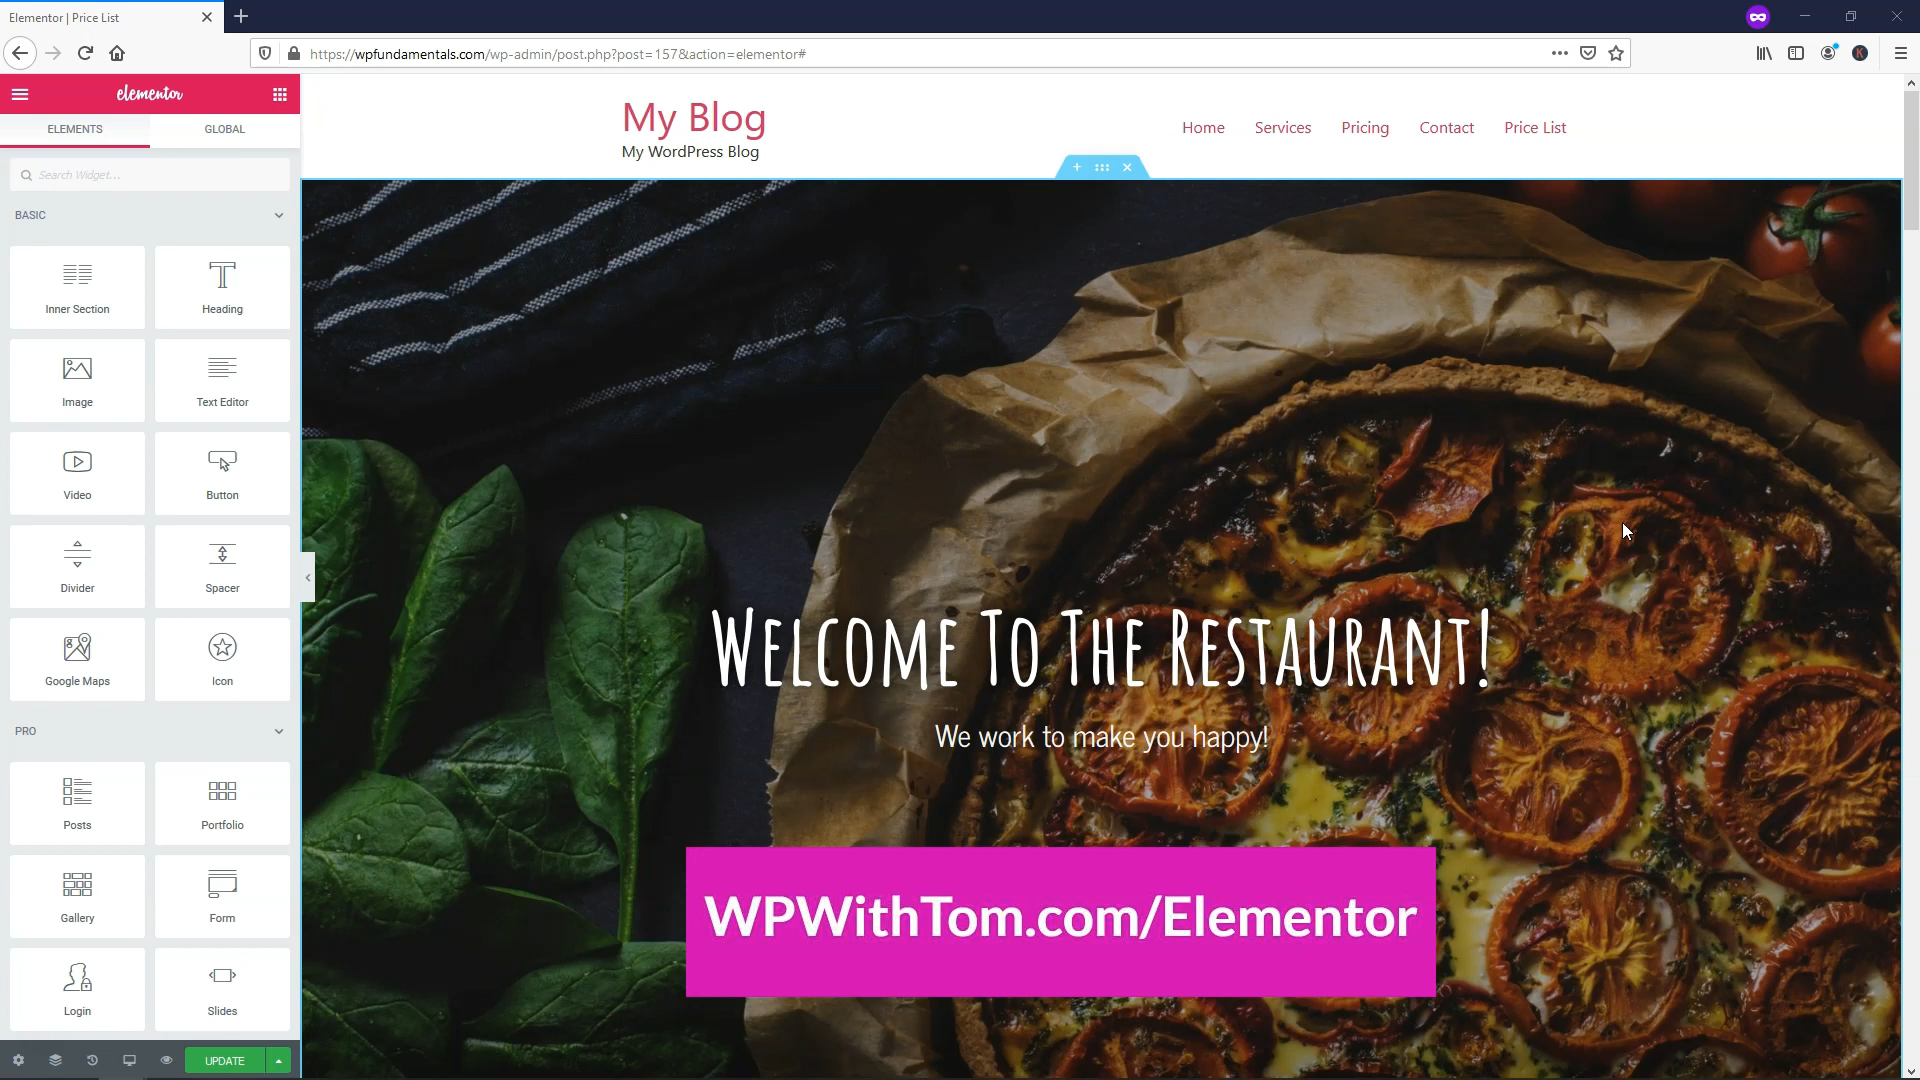 Elementor | Price List
https://wpfundamentals.com/wp-admin/post.php?post=157&action=elementor#
elementor
ELEMENTS
GLOBAL
Search Widget...
BASIC
Inner Section
Heading
Image
Text Editor
Video
Button
Divider
Spacer
Google Maps
Icon
PRO
Posts
Portfolio
Gallery
Form
Login
Slides
UPDATE
My Blog
My WordPress Blog
Home
Services
Pricing
Contact
Price List
Welcome To The Restaurant!
We work to make you happy!
WPWithTom.com/Elementor